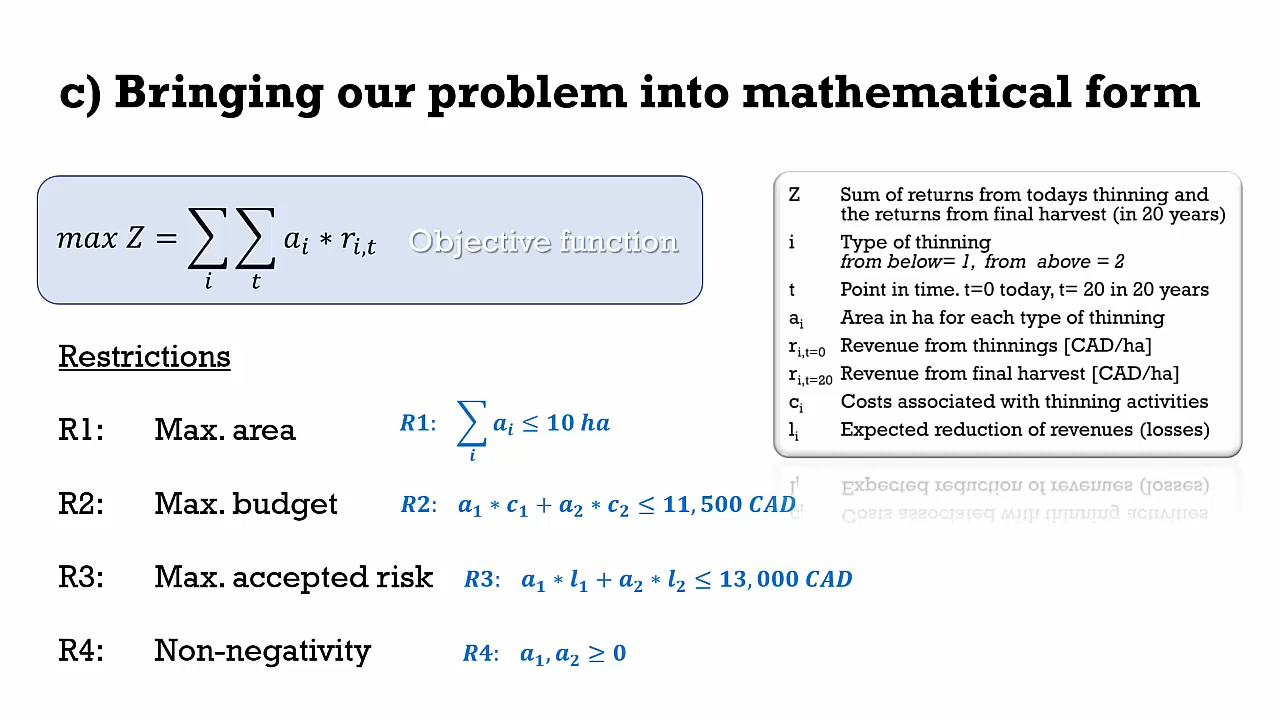 c) Bringing our problem into mathematical form
max Z = ∑i ∑t a_i * r_i,t Objective function
Z Sum of returns from todays thinning and
the returns from final harvest (in 20 years)
i Type of thinning
from below= 1, from above = 2
t Point in time. t=0 today, t= 20 in 20 years
a_i Area in ha for each type of thinning
r_i,t=0 Revenue from thinnings [CAD/ha]
r_i,t=20 Revenue from final harvest [CAD/ha]
c_i Costs associated with thinning activities
l_i Expected reduction of revenues (losses)
Restrictions
R1: Max. area R1: ∑i a_i ≤ 10 ha
R2: Max. budget R2: a_1 * c_1 + a_2 * c_2 ≤ 11,500 CAD
R3: Max. accepted risk R3: a_1 * l_1 + a_2 * l_2 ≤ 13,000 CAD
R4: Non-negativity R4: a_1, a_2 ≥ 0